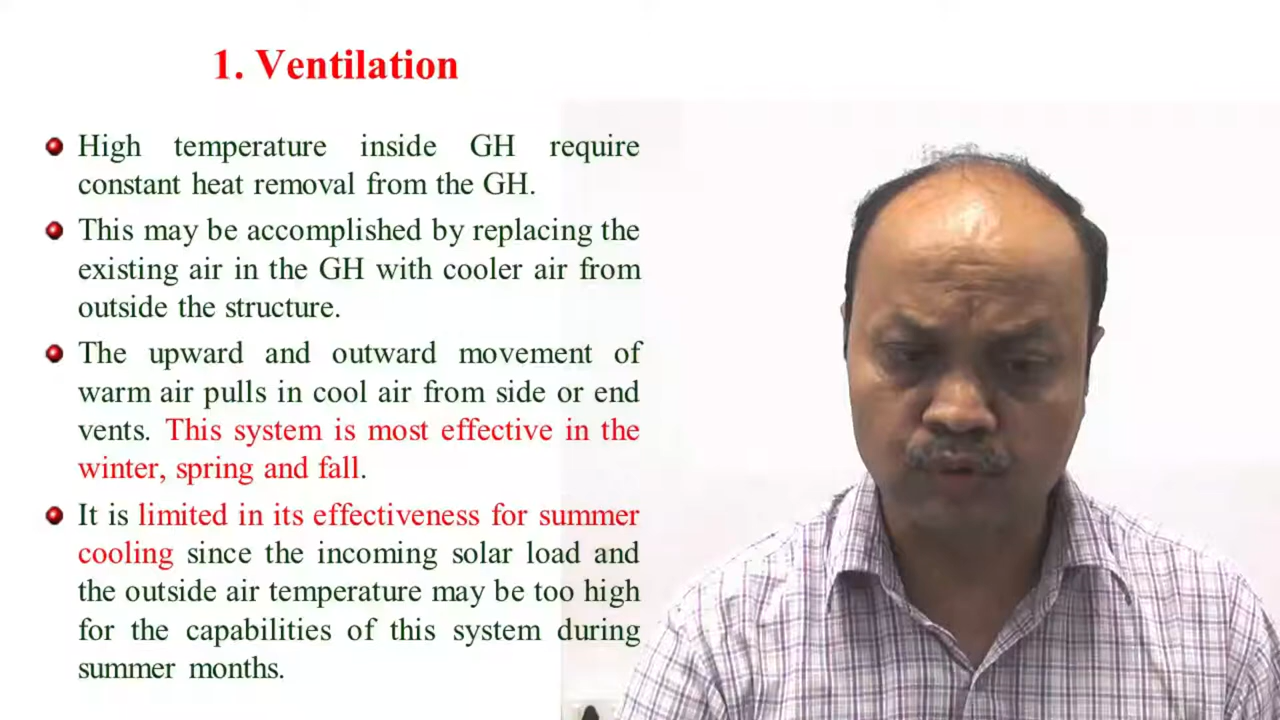 1. Ventilation
High temperature inside GH require
constant heat removal from the GH.
This may be accomplished by replacing the
existing air in the GH with cooler air from
outside the structure.
The upward and outward movement of
warm air pulls in cool air from side or end
vents. This system is most effective in the
winter, spring and fall.
It is limited in its effectiveness for summer
cooling since the incoming solar load and
the outside air temperature may be too high
for the capabilities of this system during
summer months.